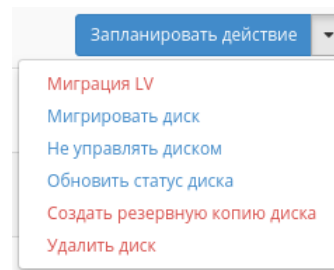 Запланировать действие
Миграция LV
Мигрировать диск
Не управлять диском
Обновить статус диска
Создать резервную копию диска
Удалить диск